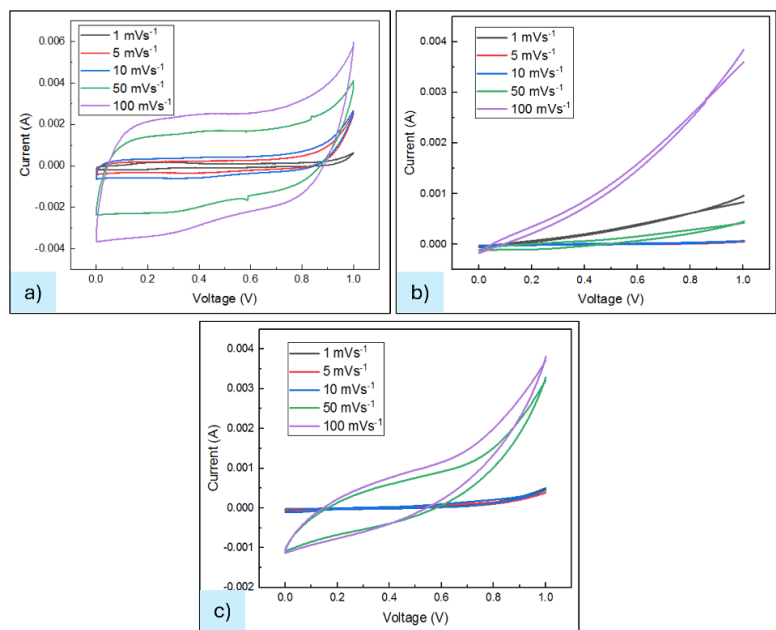 1 mVs⁻¹
5 mVs⁻¹
10 mVs⁻¹
50 mVs⁻¹
100 mVs⁻¹
0.006
0.004
0.002
0.000
-0.002
-0.004
Current (A)
0.0 0.2 0.4 0.6 0.8 1.0
Voltage (V)
a)
1 mVs⁻¹
5 mVs⁻¹
10 mVs⁻¹
50 mVs⁻¹
100 mVs⁻¹
0.004
0.003
0.002
0.001
0.000
Current (A)
0.0 0.2 0.4 0.6 0.8 1.0
Voltage (V)
b)
1 mVs⁻¹
5 mVs⁻¹
10 mVs⁻¹
50 mVs⁻¹
100 mVs⁻¹
0.004
0.003
0.002
0.001
0.000
-0.001
-0.002
Current (A)
0.0 0.2 0.4 0.6 0.8 1.0
Voltage (V)
c)